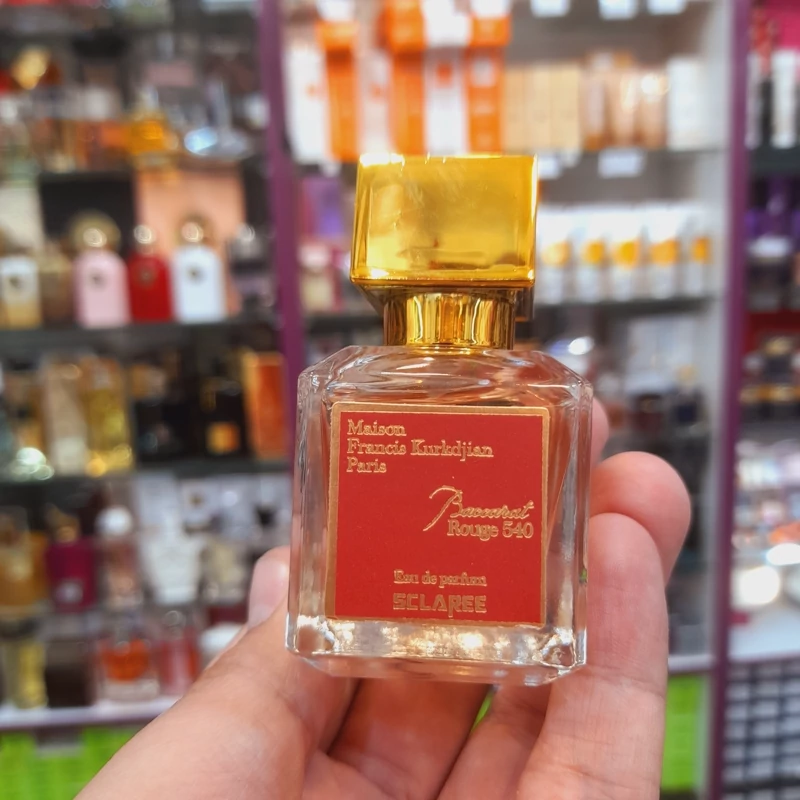 Maison
Francis Kurkdjian
Paris
Baccarat
Rouge 540
Eau de parfum
SCLAREE